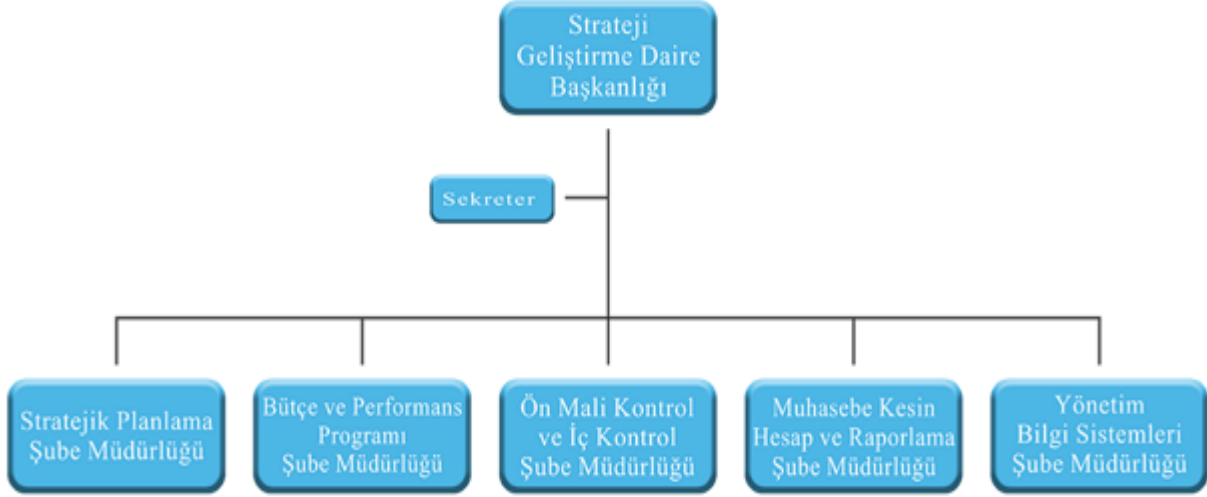 Strateji
Geliştirme Daire
Başkanlığı
Sekreter
Stratejik Planlama
Şube Müdürlüğü
Bütçe ve Performans
Programı
Şube Müdürlüğü
Ön Mali Kontrol
ve İç Kontrol
Şube Müdürlüğü
Muhasebe Kesin
Hesap ve Raporlama
Şube Müdürlüğü
Yönetim
Bilgi Sistemleri
Şube Müdürlüğü